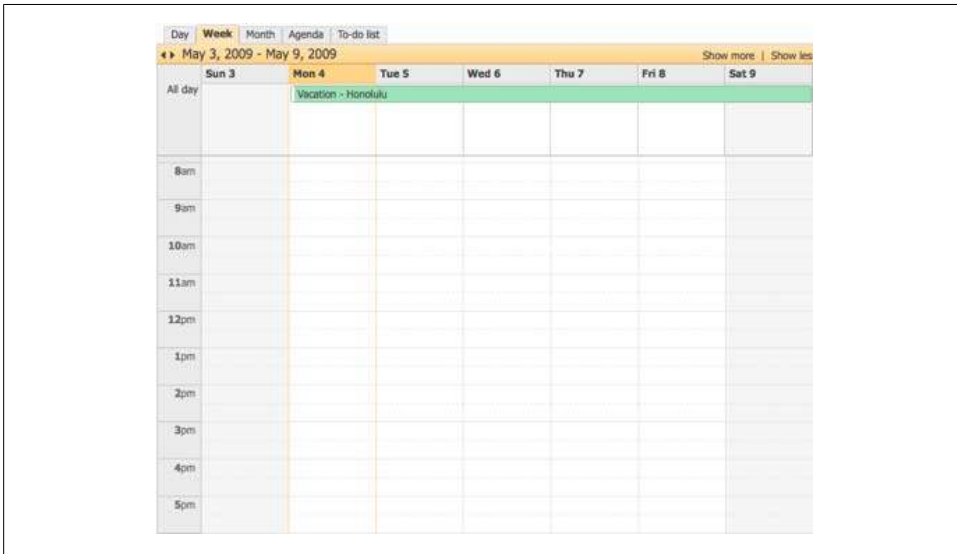 Day Week Month Agenda To-do list
May 3, 2009 - May 9, 2009 Show more | Show les
Sun 3 Mon 4 Tue 5 Wed 6 Thu 7 Fri 8 Sat 9
All day Vacation - Honolulu
8am
9am
10am
11am
12pm
1pm
2pm
3pm
4pm
5pm